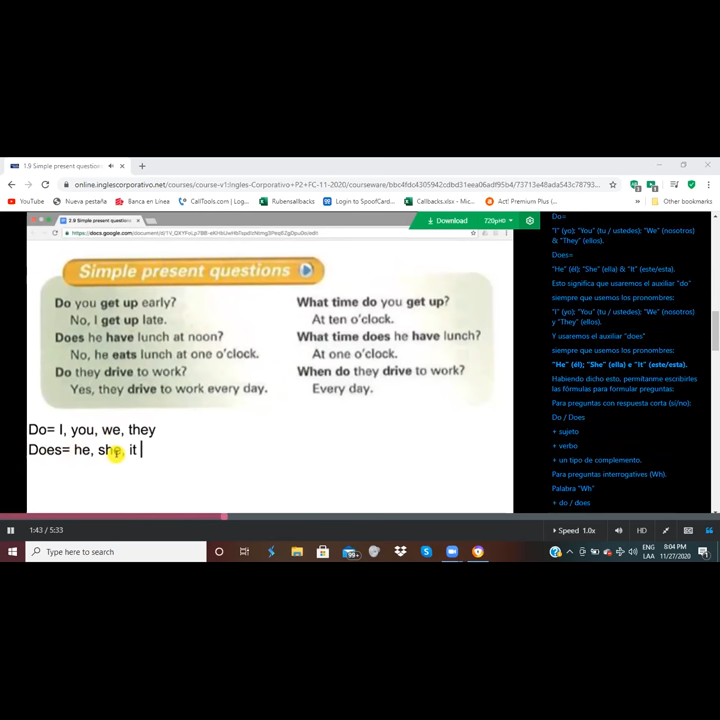 1.9 Simple present question
online.inglescorporativo.net/courses/course-v1:Ingles-Corporativo+P2+FC-11-2020/courseware/
YouTube
Maps
Nueva pestaña
Banca en Linea
CallTools.com - Log In
Rubensallbacks
Login to SpoofCard...
Callbacks.xlsx - My...
Act! Premium Plus (...
Other bookmarks
Download
720p
Simple present questions
Do you get up early?
No, I get up late.
Does he have lunch at noon?
No, he eats lunch at one o'clock.
Do they drive to work?
Yes, they drive to work every day.
What time do you get up?
At ten o'clock.
What time does he have lunch?
At one o'clock.
When do they drive to work?
Every day.
Do= I, you, we, they
Does= he, she, it
Do=
"I" (yo); "You" (tu / ustedes); "We" (nosotros)
& "They" (ellos).
Does=
"He" (él); "She" (ella) & "It" (este/esta).
Esto significa que usaremos el auxiliar "do"
siempre que usemos los pronombres:
"I" (yo); "You" (tu / ustedes); "We" (nosotros)
y "They" (ellos).
Y usaremos el auxiliar "does"
siempre que usemos los pronombres:
"He" (él); "She" (ella) e "It" (este/esta).
Habiendo dicho esto, permítanme escribirles
las fórmulas para formular preguntas:
Para preguntas con respuesta corta (sí/no):
Do / Does
+ sujeto
+ verbo
+ un tipo de complemento.
Para preguntas interrogativas (Wh).
Palabra "Wh"
+ do / does
1:43 / 5:33
Speed 1.0x
HD
Type here to search
99+
ENG
LAA
8:04 PM
11/27/2020